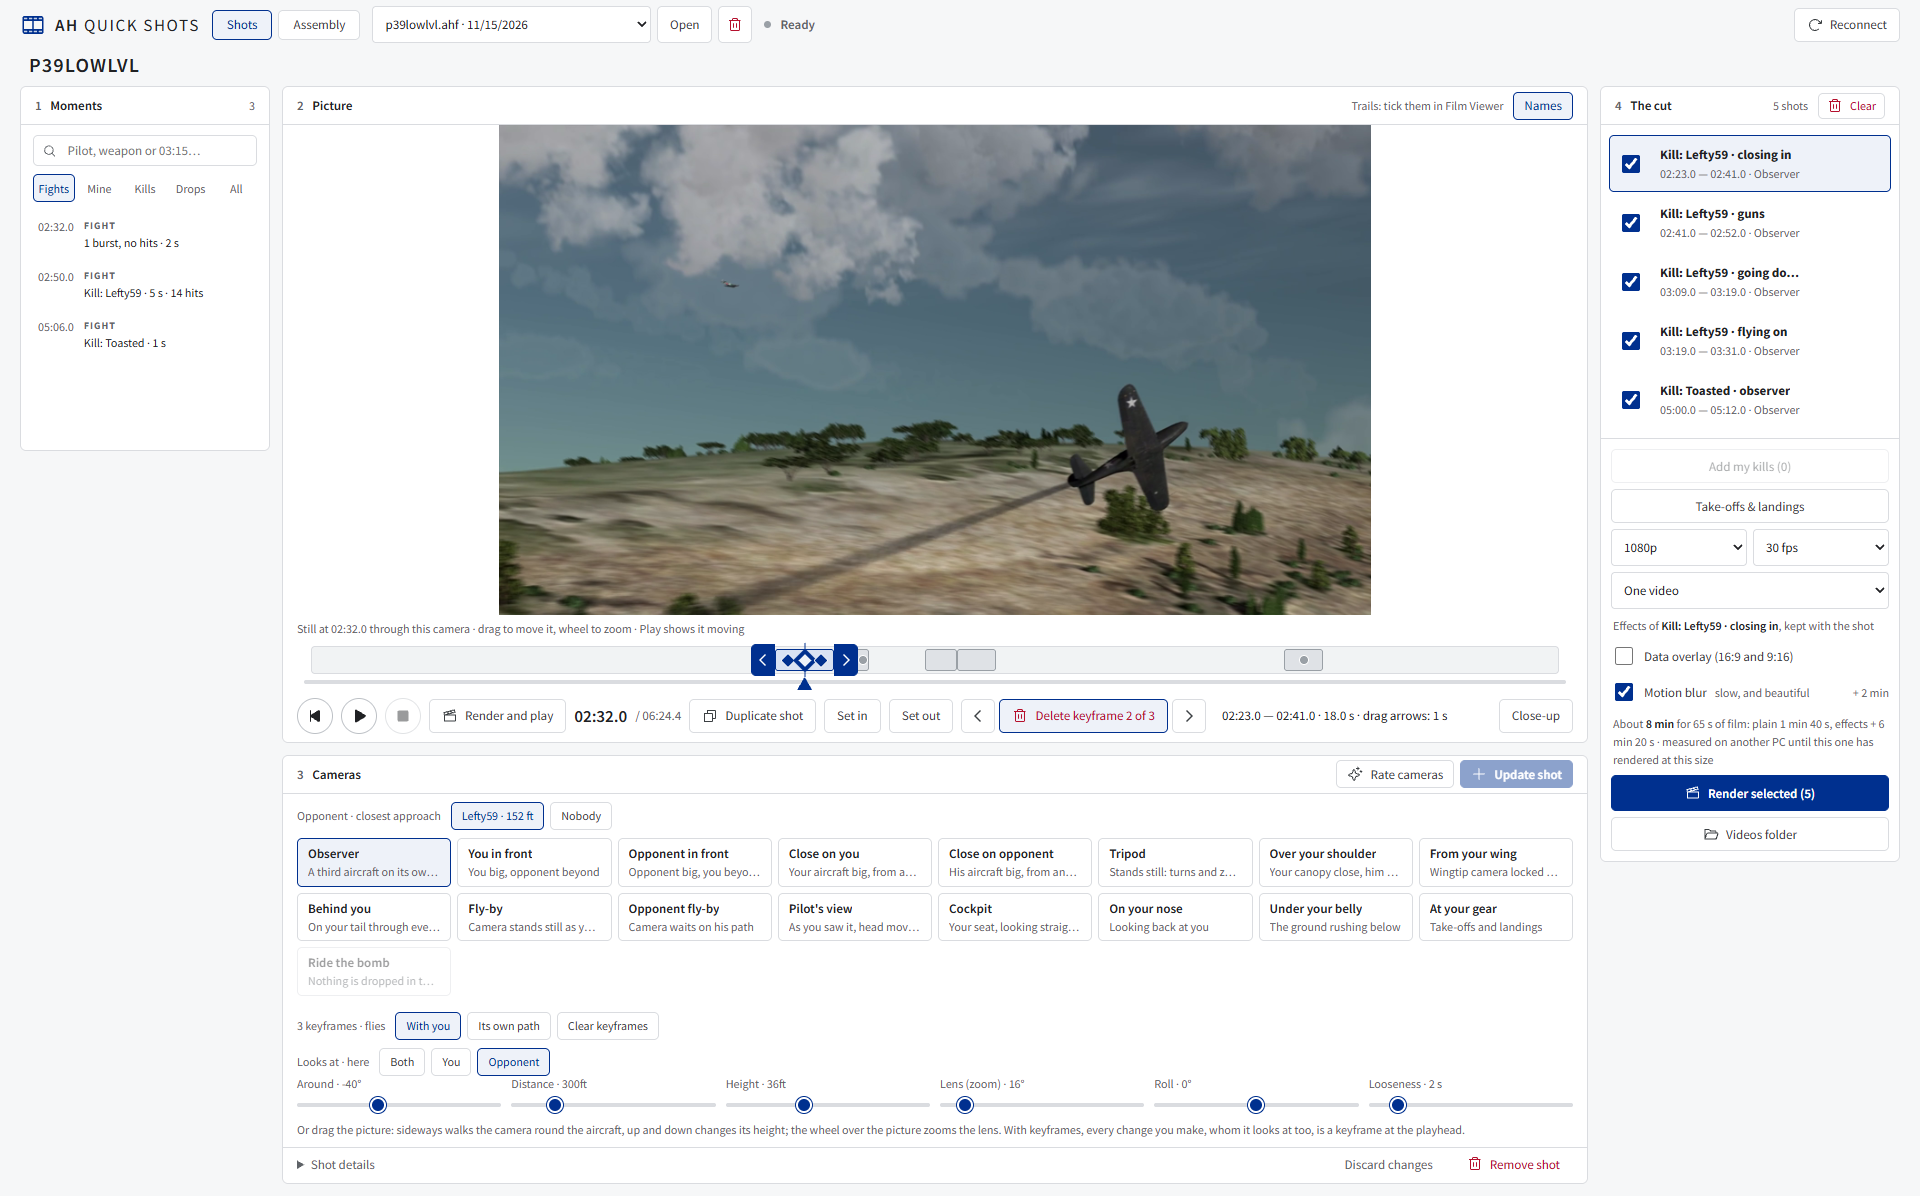 AH QUICK SHOTS
Shots
Assembly
p39lowlvl.ahf · 11/15/2026
Open
Ready
Reconnect
P39LOWLVL
1 Moments 3
Pilot, weapon or 03:15…
Fights Mine Kills Drops All
02:32.0 FIGHT
1 burst, no hits · 2 s
02:50.0 FIGHT
Kill: Lefty59 · 5 s · 14 hits
05:06.0 FIGHT
Kill: Toasted · 1 s
2 Picture
Trails: tick them in Film Viewer
Names
Still at 02:32.0 through this camera · drag to move it, wheel to zoom · Play shows it moving
Render and play
02:32.0 / 06:24.4
Duplicate shot
Set in
Set out
Delete keyframe 2 of 3
02:23.0 — 02:41.0 · 18.0 s · drag arrows: 1 s
Close-up
3 Cameras
Rate cameras
Update shot
Opponent · closest approach
Lefty59 · 152 ft
Nobody
Observer
A third aircraft on its ow…
You in front
You big, opponent beyond
Opponent in front
Opponent big, you beyo…
Close on you
Your aircraft big, from a…
Close on opponent
His aircraft big, from an…
Tripod
Stands still: turns and z…
Over your shoulder
Your canopy close, him …
From your wing
Wingtip camera locked …
Behind you
On your tail through eve…
Fly-by
Camera stands still as y…
Opponent fly-by
Camera waits on his path
Pilot's view
As you saw it, head mov…
Cockpit
Your seat, looking straig…
On your nose
Looking back at you
Under your belly
The ground rushing below
At your gear
Take-offs and landings
Ride the bomb
Nothing is dropped in t…
3 keyframes · flies
With you
Its own path
Clear keyframes
Looks at · here
Both
You
Opponent
Around · -40°
Distance · 300ft
Height · 36ft
Lens (zoom) · 16°
Roll · 0°
Looseness · 2 s
Or drag the picture: sideways walks the camera round the aircraft, up and down changes its height; the wheel over the picture zooms the lens. With keyframes, every change you make, whom it looks at too, is a keyframe at the playhead.
Shot details
Discard changes
Remove shot
4 The cut
5 shots
Clear
Kill: Lefty59 · closing in
02:23.0 — 02:41.0 · Observer
Kill: Lefty59 · guns
02:41.0 — 02:52.0 · Observer
Kill: Lefty59 · going do…
03:09.0 — 03:19.0 · Observer
Kill: Lefty59 · flying on
03:19.0 — 03:31.0 · Observer
Kill: Toasted · observer
05:00.0 — 05:12.0 · Observer
Add my kills (0)
Take-offs & landings
1080p
30 fps
One video
Effects of Kill: Lefty59 · closing in, kept with the shot
Data overlay (16:9 and 9:16)
Motion blur slow, and beautiful + 2 min
About 8 min for 65 s of film: plain 1 min 40 s, effects + 6
min 20 s · measured on another PC until this one has
rendered at this size
Render selected (5)
Videos folder